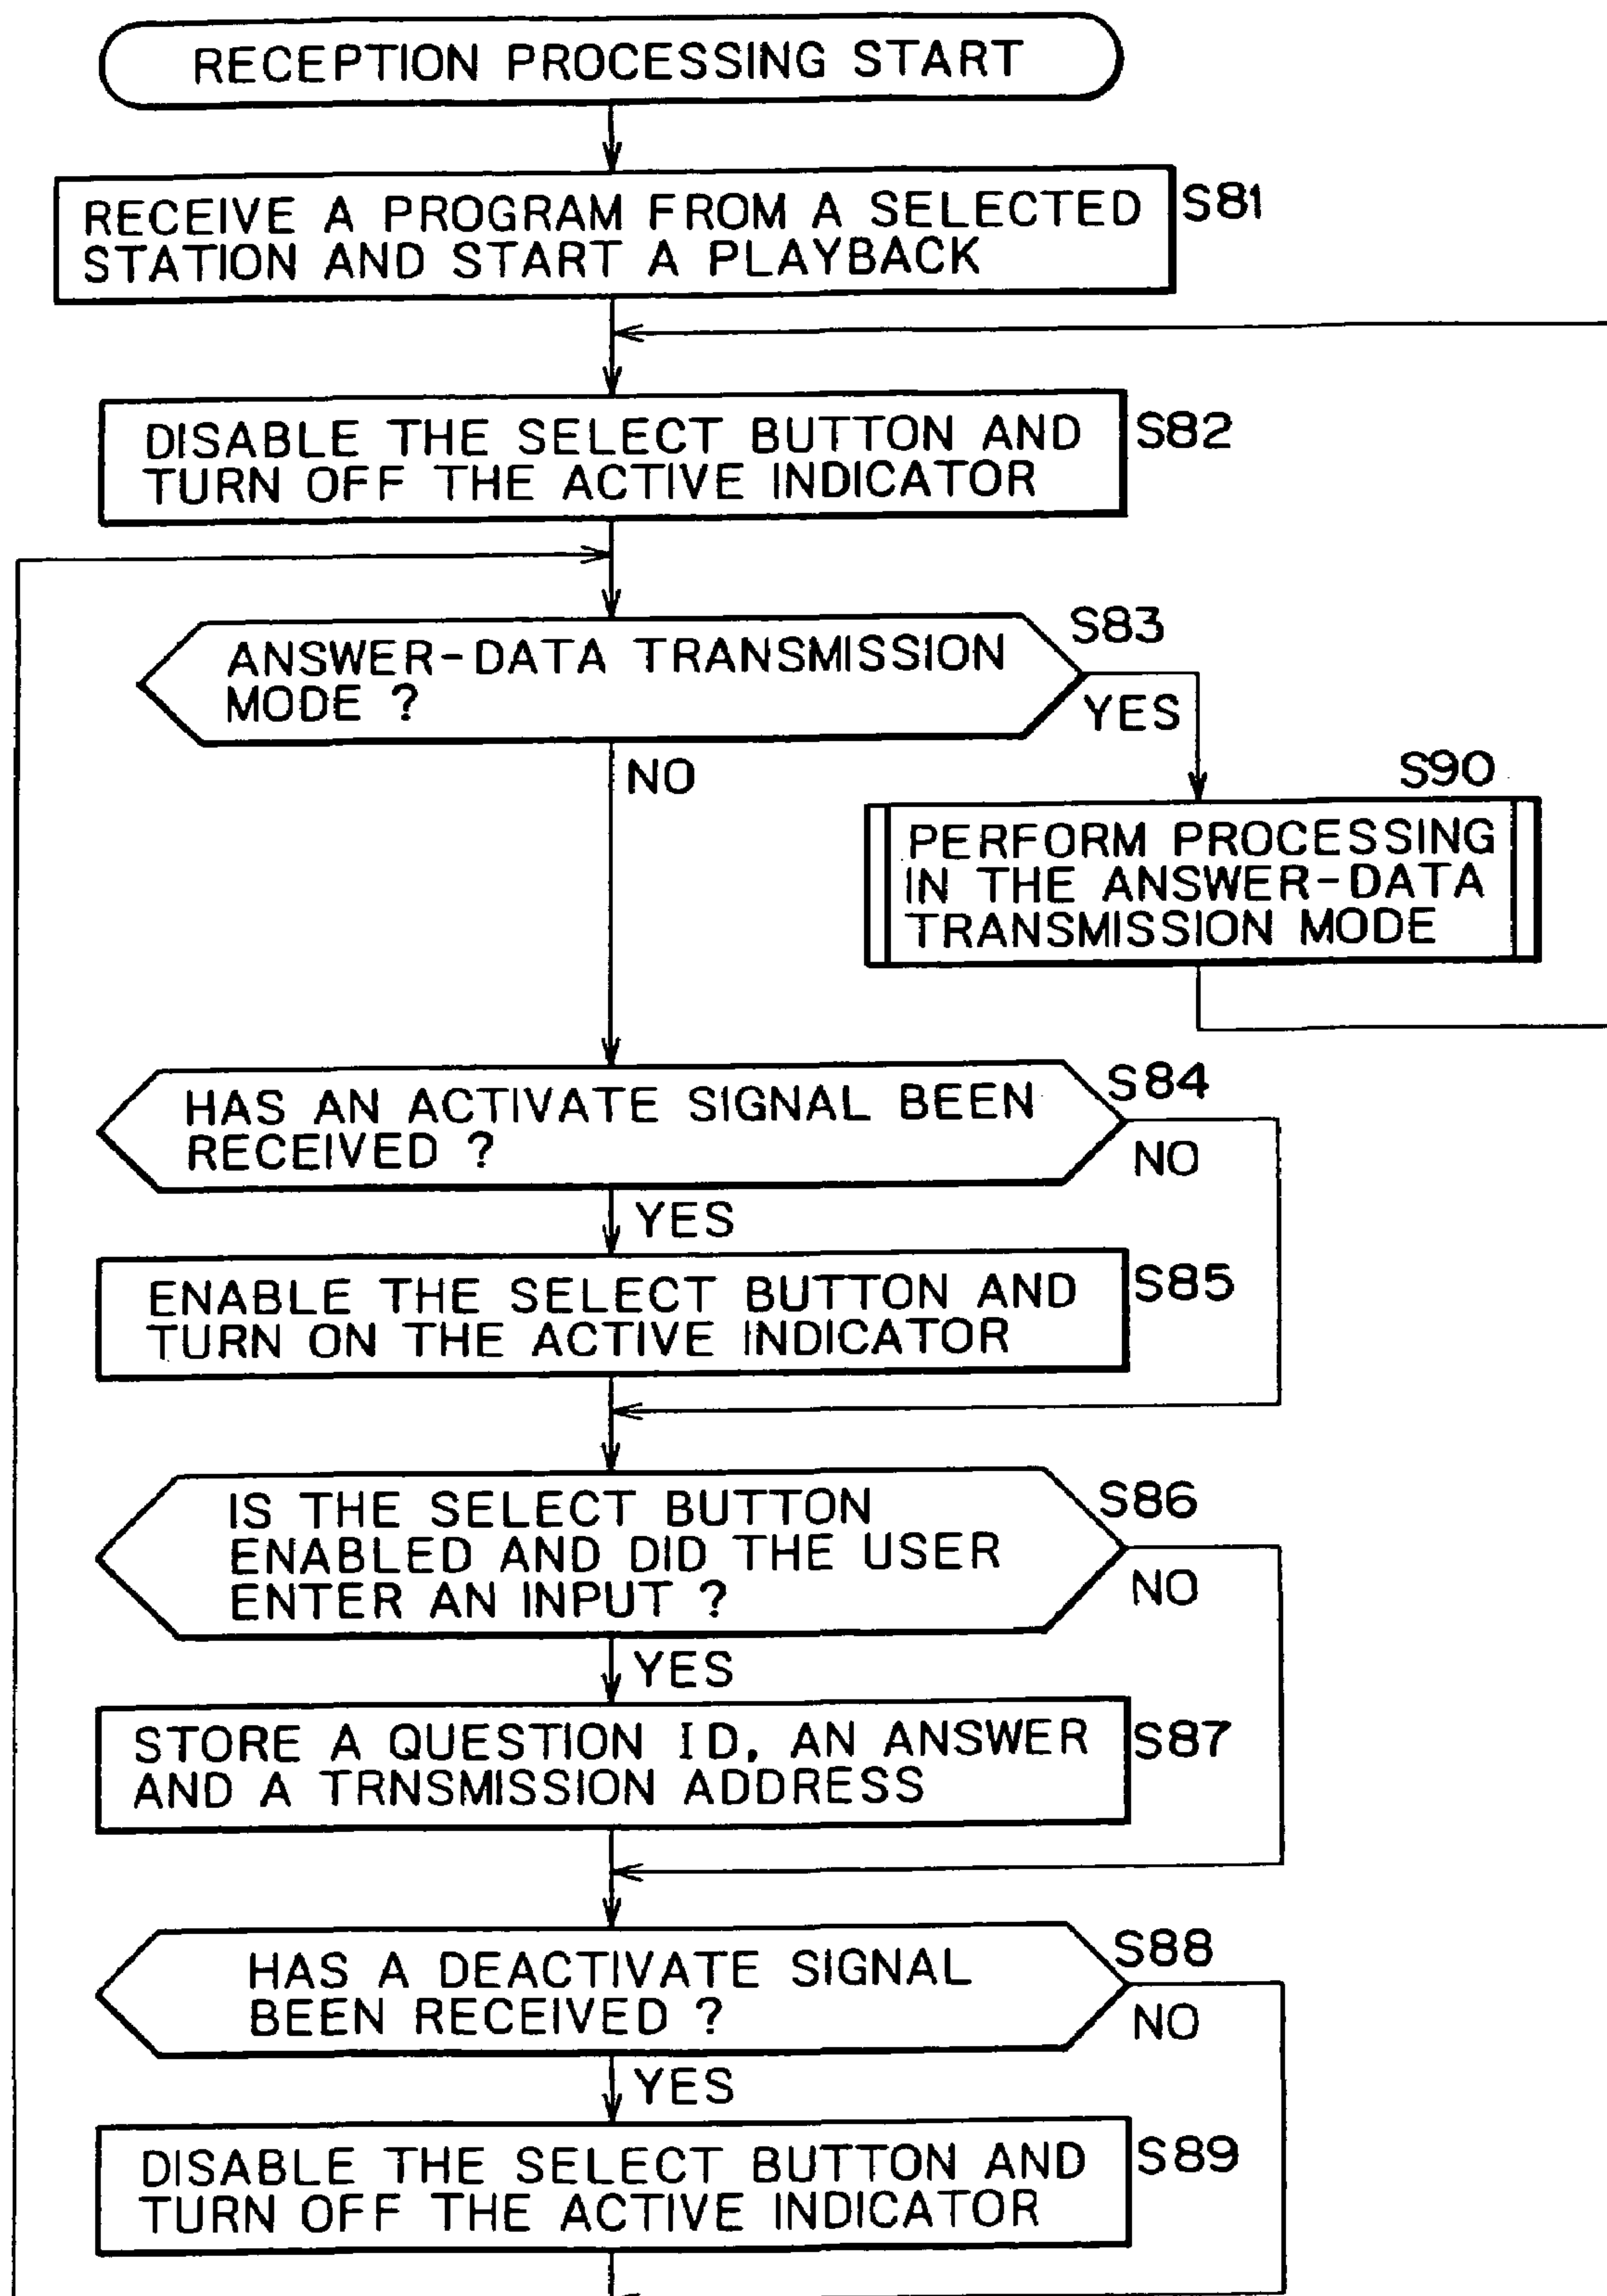 RECEPTION PROCESSING START
RECEIVE A PROGRAM FROM A SELECTED
STATION AND START A PLAYBACK
S81
DISABLE THE SELECT BUTTON AND
TURN OFF THE ACTIVE INDICATOR
S82
ANSWER-DATA TRANSMISSION
MODE ?
S83
YES
NO
S90
PERFORM PROCESSING
IN THE ANSWER-DATA
TRANSMISSION MODE
HAS AN ACTIVATE SIGNAL BEEN
RECEIVED ?
S84
NO
YES
ENABLE THE SELECT BUTTON AND
TURN ON THE ACTIVE INDICATOR
S85
IS THE SELECT BUTTON
ENABLED AND DID THE USER
ENTER AN INPUT ?
S86
NO
YES
STORE A QUESTION ID, AN ANSWER
AND A TRNSMISSION ADDRESS
S87
HAS A DEACTIVATE SIGNAL
BEEN RECEIVED ?
S88
NO
YES
DISABLE THE SELECT BUTTON AND
TURN OFF THE ACTIVE INDICATOR
S89